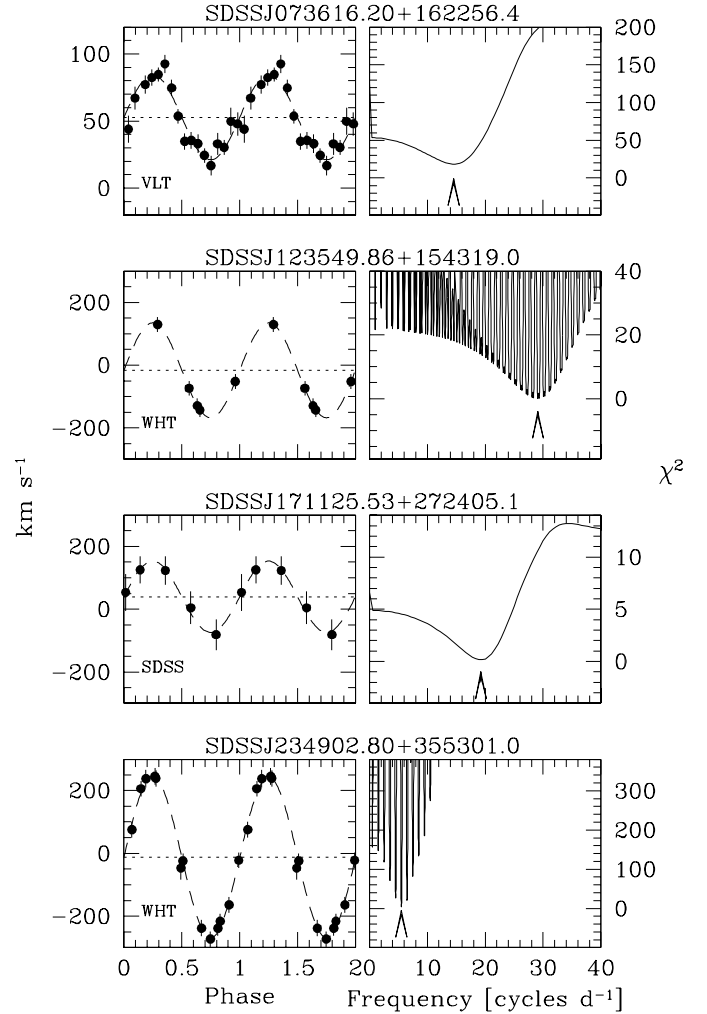 SDSSJ073616.20+162256.4
100
50
0
VLT
200
150
100
50
0
SDSSJ123549.86+154319.0
200
0
−200
WHT
40
20
0
km s⁻¹
χ²
SDSSJ171125.53+272405.1
200
0
−200
SDSS
10
5
0
SDSSJ234902.80+355301.0
200
0
−200
WHT
300
200
100
0
0 0.5 1 1.5 20 10 20 30 40
Phase Frequency [cycles d⁻¹]